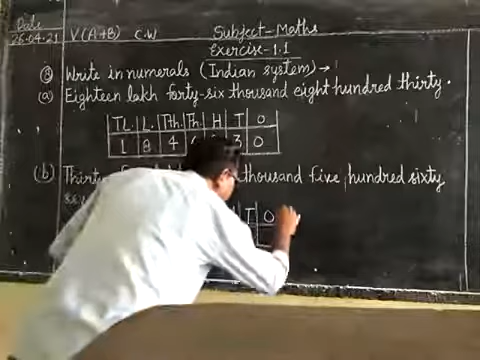 Date
26.04.21 V(A+B) C.W Subject-Maths
Exercise-1.1
Write in numerals (Indian system)→
(a) Eighteen lakh forty-six thousand eight hundred thirty.
TL. L. TTh. Th. H T O
1 8 4 3 0
(b) Thirty thousand five hundred sixty
T O